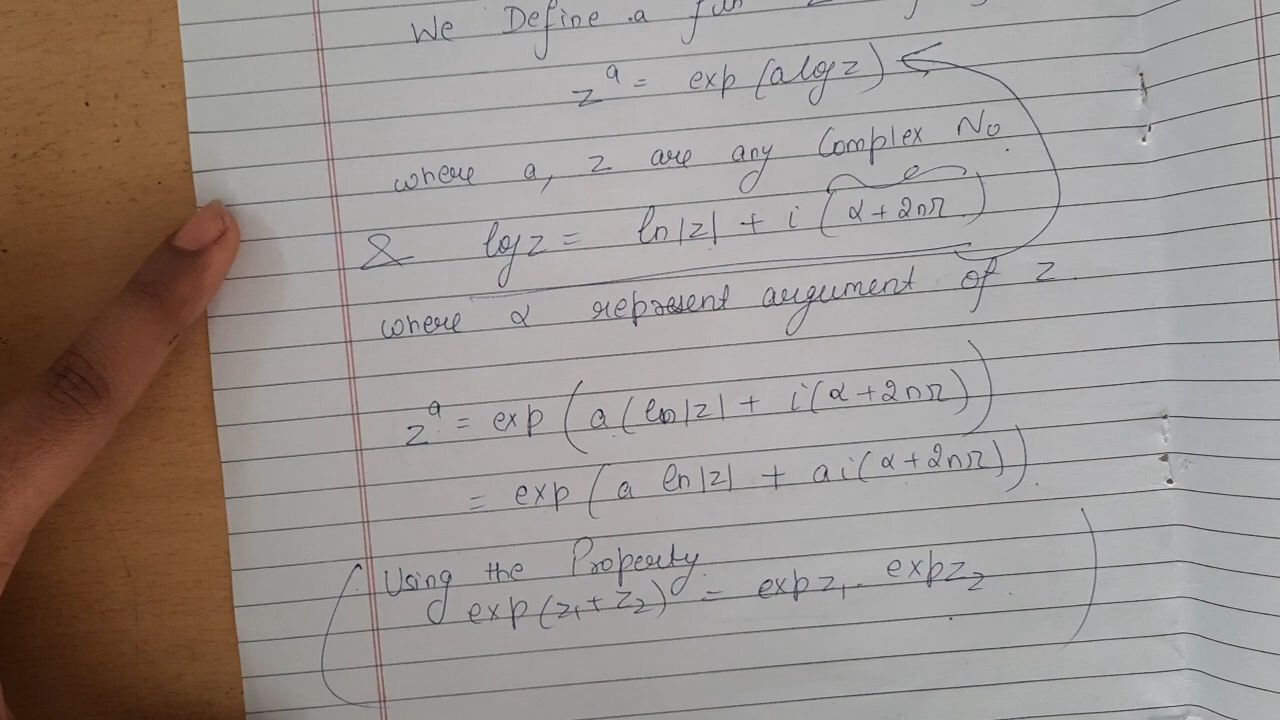 We Define a fun
z^a = exp (a log z)
where a, z are any Complex No.
& log z = ln |z| + i (α + 2nπ)
where α represent argument of z.
z^a = exp ( a (ln |z| + i(α + 2nπ))
= exp ( a ln |z| + ai(α + 2nπ)).
( Using the Property
exp (z₁ + z₂) = exp z₁ . exp z₂ . )